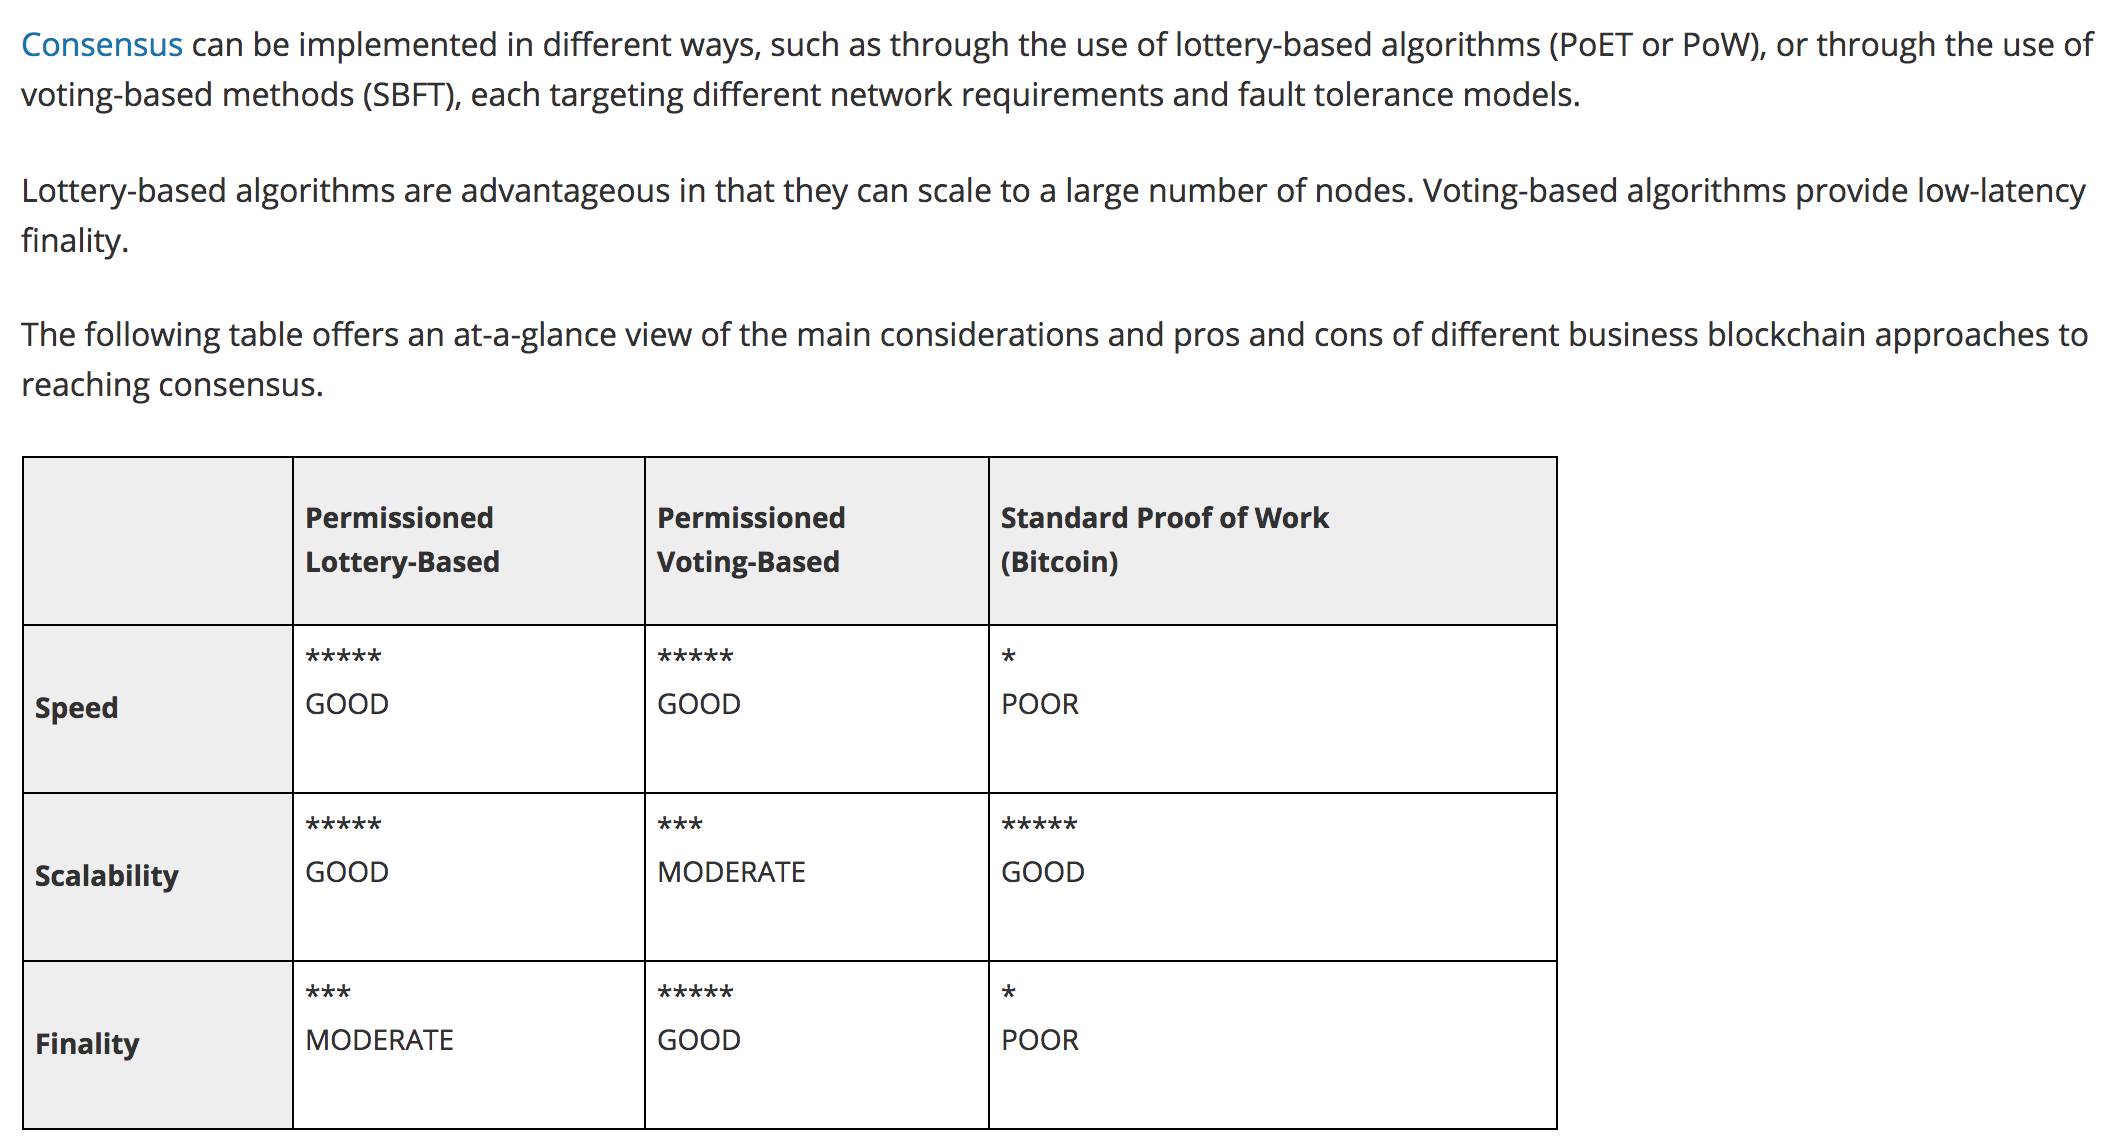 Consensus can be implemented in different ways, such as through the use of lottery-based algorithms (PoET or PoW), or through the use of
voting-based methods (SBFT), each targeting different network requirements and fault tolerance models.
Lottery-based algorithms are advantageous in that they can scale to a large number of nodes. Voting-based algorithms provide low-latency
finality.
The following table offers an at-a-glance view of the main considerations and pros and cons of different business blockchain approaches to
reaching consensus.
Permissioned
Lottery-Based
Permissioned
Voting-Based
Standard Proof of Work
(Bitcoin)
Speed
*****
GOOD
*****
GOOD
*
POOR
Scalability
*****
GOOD
***
MODERATE
*****
GOOD
Finality
***
MODERATE
*****
GOOD
*
POOR